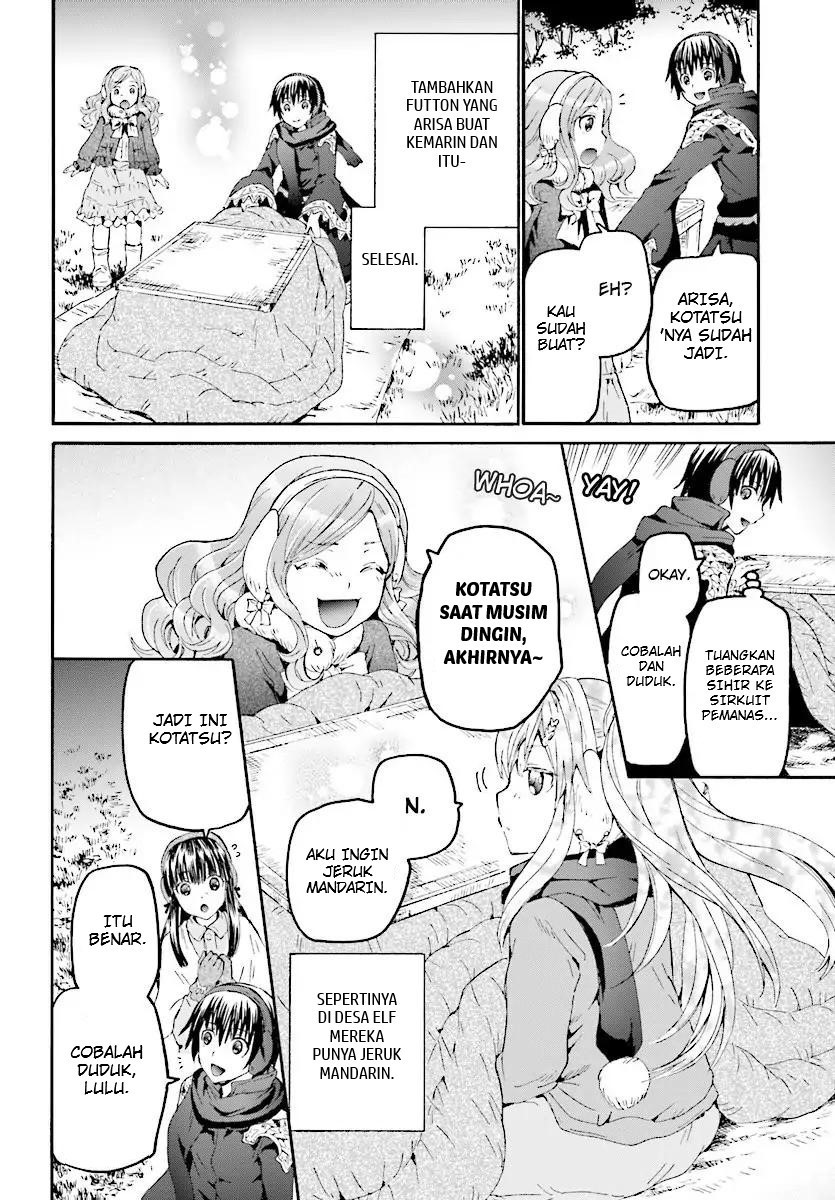 ARISA,
KOTATSU
'NYA SUDAH
JADI.
EH?
KAU
SUDAH
BUAT?
TAMBAHKAN
FUTTON YANG
ARISA BUAT
KEMARIN DAN
ITU-
SELESAI.
YAY!
WHOA~
OKAY.
COBALAH
DAN
DUDUK.
TUANGKAN
BEBERAPA
SIHIR KE
SIRKUIT
PEMANAS...
KOTATSU
SAAT MUSIM
DINGIN,
AKHIRNYA~
N.
AKU INGIN
JERUK
MANDARIN.
SEPERTINYA
DI DESA ELF
MEREKA
PUNYA JERUK
MANDARIN.
JADI INI
KOTATSU?
ITU
BENAR.
COBALAH
DUDUK,
LULU.